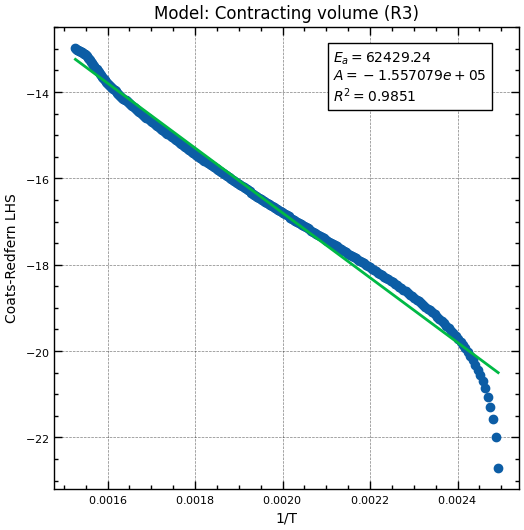 Model: Contracting volume (R3)
E_a = 62429.24
A = −1.557079e + 05
R^2 = 0.9851
Coats-Redfern LHS
−14
−16
−18
−20
−22
0.0016 0.0018 0.0020 0.0022 0.0024
1/T